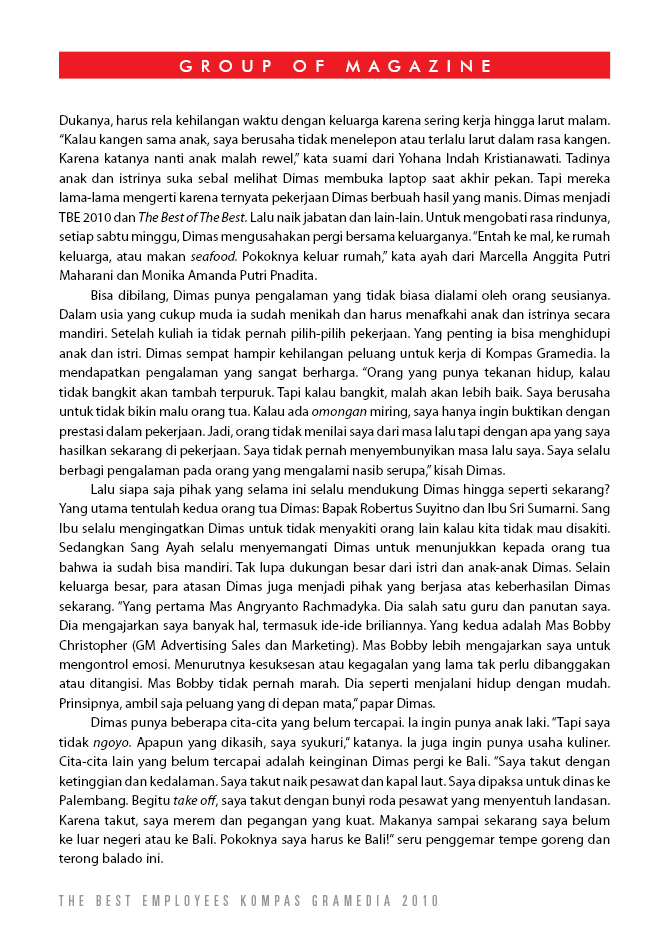 GROUP OF MAGAZINE
Dukanya, harus rela kehilangan waktu dengan keluarga karena sering kerja hingga larut malam.
“Kalau kangen sama anak, saya berusaha tidak menelepon atau terlalu larut dalam rasa kangen.
Karena katanya nanti anak malah rewel,” kata suami dari Yohana Indah Kristianawati. Tadinya
anak dan istrinya suka sebal melihat Dimas membuka laptop saat akhir pekan. Tapi mereka
lama-lama mengerti karena ternyata pekerjaan Dimas berbuah hasil yang manis. Dimas menjadi
TBE 2010 dan The Best of The Best. Lalu naik jabatan dan lain-lain. Untuk mengobati rasa rindunya,
setiap sabtu minggu, Dimas mengusahakan pergi bersama keluarganya. “Entah ke mal, ke rumah
keluarga, atau makan seafood. Pokoknya keluar rumah,” kata ayah dari Marcella Anggita Putri
Maharani dan Monika Amanda Putri Pnadita.
Bisa dibilang, Dimas punya pengalaman yang tidak biasa dialami oleh orang seusianya.
Dalam usia yang cukup muda ia sudah menikah dan harus menafkahi anak dan istrinya secara
mandiri. Setelah kuliah ia tidak pernah pilih-pilih pekerjaan. Yang penting ia bisa menghidupi
anak dan istri. Dimas sempat hampir kehilangan peluang untuk kerja di Kompas Gramedia. Ia
mendapatkan pengalaman yang sangat berharga. “Orang yang punya tekanan hidup, kalau
tidak bangkit akan tambah terpuruk. Tapi kalau bangkit, malah akan lebih baik. Saya berusaha
untuk tidak bikin malu orang tua. Kalau ada omongan miring, saya hanya ingin buktikan dengan
prestasi dalam pekerjaan. Jadi, orang tidak menilai saya dari masa lalu tapi dengan apa yang saya
hasilkan sekarang di pekerjaan. Saya tidak pernah menyembunyikan masa lalu saya. Saya selalu
berbagi pengalaman pada orang yang mengalami nasib serupa,” kisah Dimas.
Lalu siapa saja pihak yang selama ini selalu mendukung Dimas hingga seperti sekarang?
Yang utama tentulah kedua orang tua Dimas: Bapak Robertus Suyitno dan Ibu Sri Sumarni. Sang
Ibu selalu mengingatkan Dimas untuk tidak menyakiti orang lain kalau kita tidak mau disakiti.
Sedangkan Sang Ayah selalu menyemangati Dimas untuk menunjukkan kepada orang tua
bahwa ia sudah bisa mandiri. Tak lupa dukungan besar dari istri dan anak-anak Dimas. Selain
keluarga besar, para atasan Dimas juga menjadi pihak yang berjasa atas keberhasilan Dimas
sekarang. “Yang pertama Mas Angryanto Rachmadyka. Dia salah satu guru dan panutan saya.
Dia mengajarkan saya banyak hal, termasuk ide-ide briliannya. Yang kedua adalah Mas Bobby
Christopher (GM Advertising Sales dan Marketing). Mas Bobby lebih mengajarkan saya untuk
mengontrol emosi. Menurutnya kesuksesan atau kegagalan yang lama tak perlu dibanggakan
atau ditangisi. Mas Bobby tidak pernah marah. Dia seperti menjalani hidup dengan mudah.
Prinsipnya, ambil saja peluang yang di depan mata,” papar Dimas.
Dimas punya beberapa cita-cita yang belum tercapai. Ia ingin punya anak laki. “Tapi saya
tidak ngoyo. Apapun yang dikasih, saya syukuri,” katanya. Ia juga ingin punya usaha kuliner.
Cita-cita lain yang belum tercapai adalah keinginan Dimas pergi ke Bali. “Saya takut dengan
ketinggian dan kedalaman. Saya takut naik pesawat dan kapal laut. Saya dipaksa untuk dinas ke
Palembang. Begitu take off, saya takut dengan bunyi roda pesawat yang menyentuh landasan.
Karena takut, saya merem dan pegangan yang kuat. Makanya sampai sekarang saya belum
ke luar negeri atau ke Bali. Pokoknya saya harus ke Bali!” seru penggemar tempe goreng dan
terong balado ini.
THE BEST EMPLOYEES KOMPAS GRAMEDIA 2010